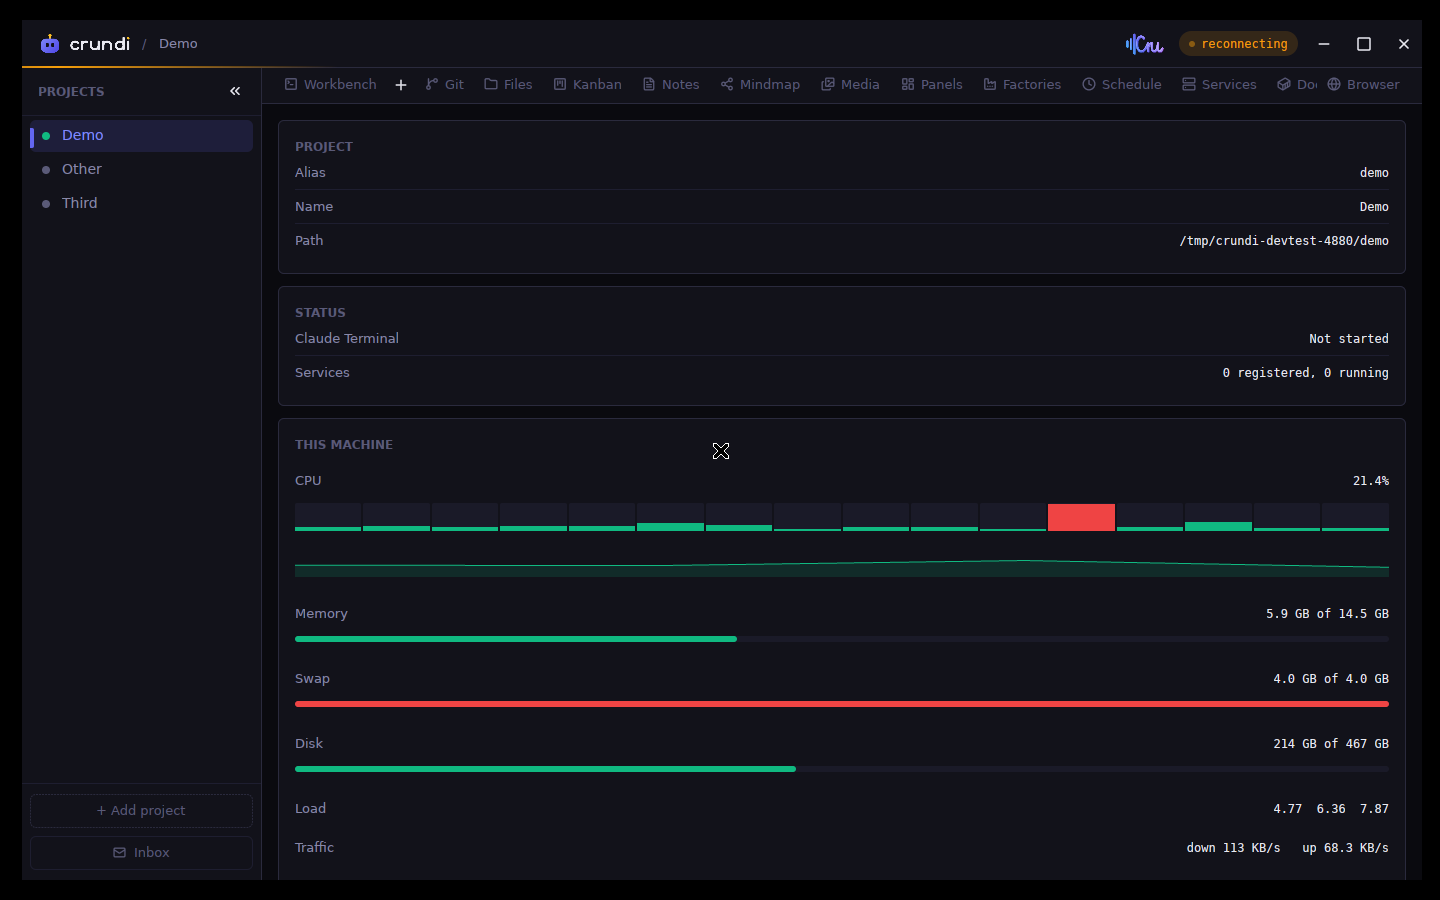 crundi / Demo
Cru
reconnecting
PROJECTS
Workbench
Git
Files
Kanban
Notes
Mindmap
Media
Panels
Factories
Schedule
Services
Browser
Demo
Other
Third
PROJECT
Alias demo
Name Demo
Path /tmp/crundi-devtest-4880/demo
STATUS
Claude Terminal Not started
Services 0 registered, 0 running
THIS MACHINE
CPU 21.4%
Memory 5.9 GB of 14.5 GB
Swap 4.0 GB of 4.0 GB
Disk 214 GB of 467 GB
Load 4.77 6.36 7.87
Traffic down 113 KB/s up 68.3 KB/s
+ Add project
Inbox